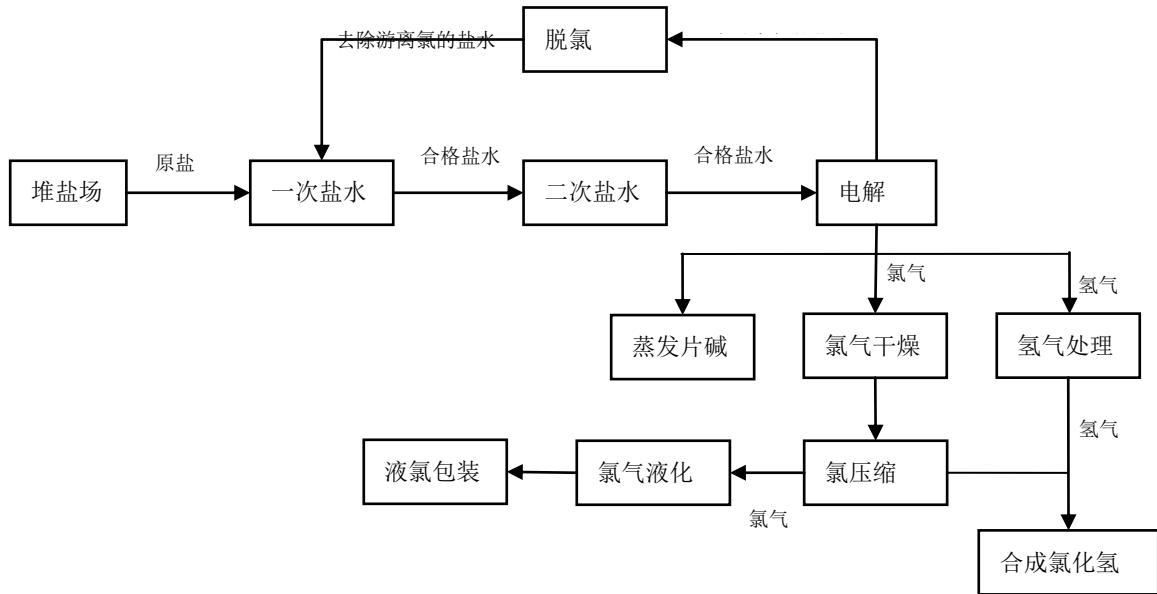 脱氯
去除游离氯的盐水
原盐
合格盐水
合格盐水
堆盐场
一次盐水
二次盐水
电解
氯气
氢气
蒸发片碱
氯气干燥
氢气处理
氢气
液氯包装
氯气液化
氯压缩
氯气
合成氯化氢